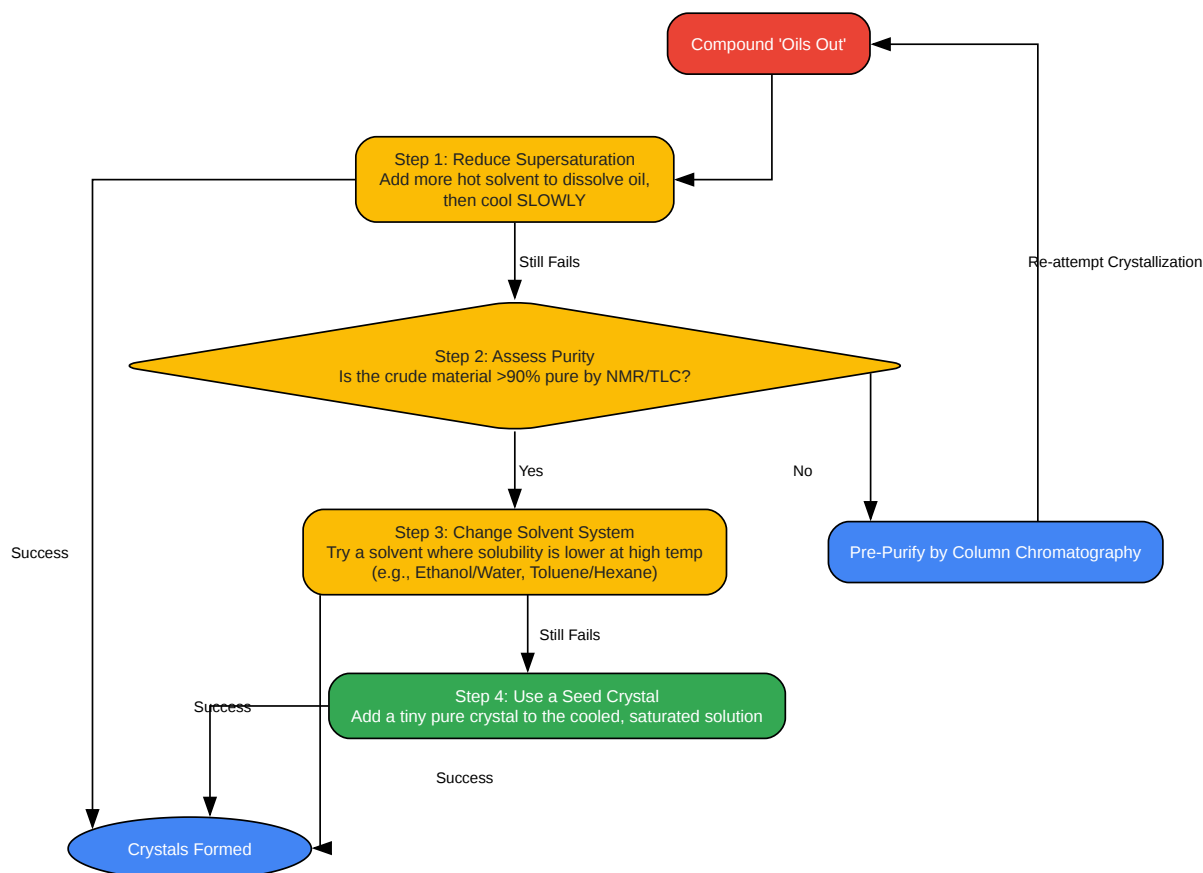 Compound 'Oils Out'
Step 1: Reduce Supersaturation
Add more hot solvent to dissolve oil,
then cool SLOWLY
Still Fails
Re-attempt Crystallization
Step 2: Assess Purity
Is the crude material >90% pure by NMR/TLC?
Yes
No
Step 3: Change Solvent System
Try a solvent where solubility is lower at high temp
(e.g., Ethanol/Water, Toluene/Hexane)
Pre-Purify by Column Chromatography
Success
Still Fails
Step 4: Use a Seed Crystal
Add a tiny pure crystal to the cooled, saturated solution
Success
Success
Crystals Formed